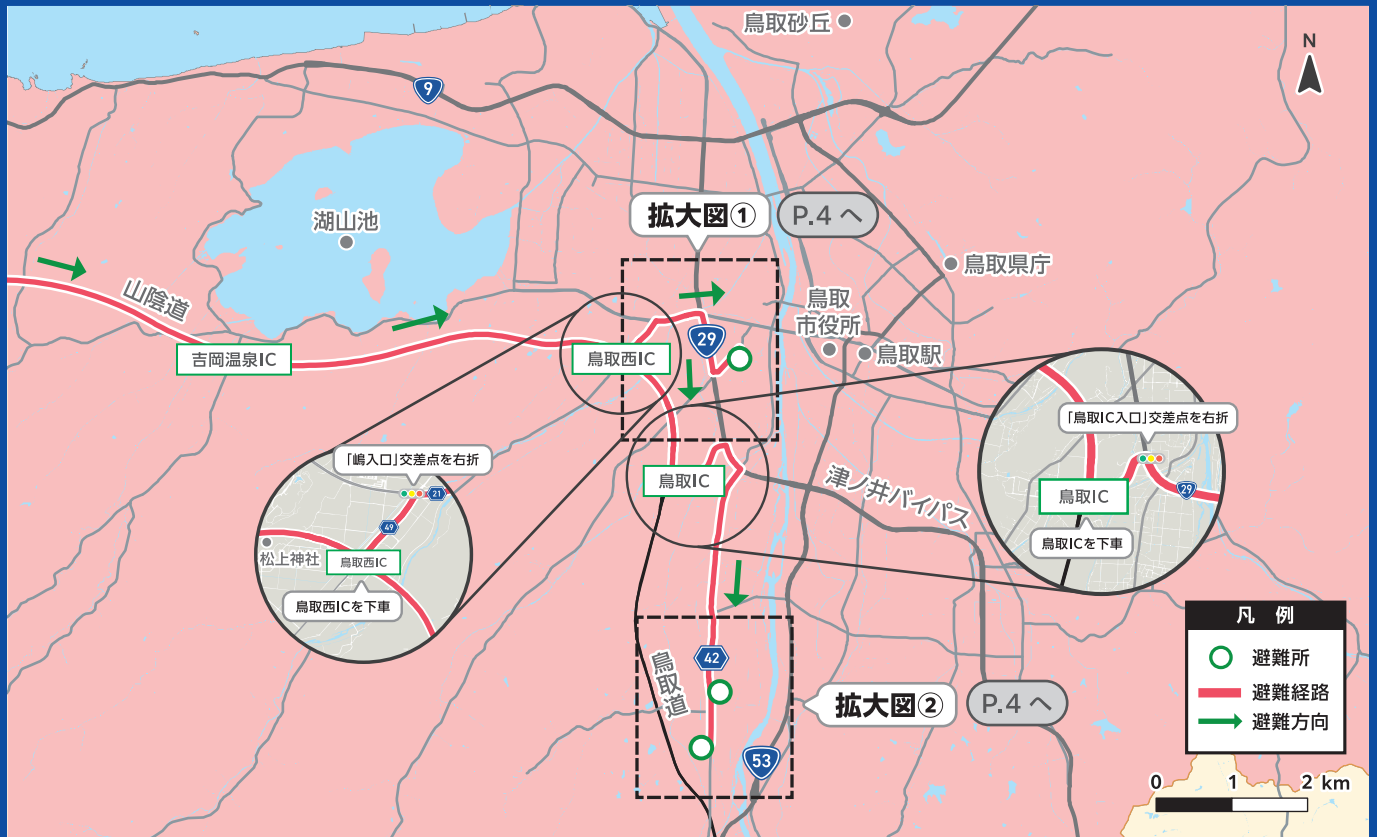 鳥取砂丘
N
9
湖山池
拡大図①
P.4 へ
鳥取県庁
山陰道
鳥取
市役所
29
鳥取西IC
鳥取駅
吉岡温泉IC
「鳥取IC入口」交差点を右折
「嶋入口」交差点を右折
鳥取IC
津ノ井バイパス
21
49
鳥取IC
29
松上神社
鳥取西IC
鳥取ICを下車
鳥取西ICを下車
凡 例
避難所
避難経路
避難方向
42
鳥取道
拡大図②
P.4 へ
53
0 1 2 km